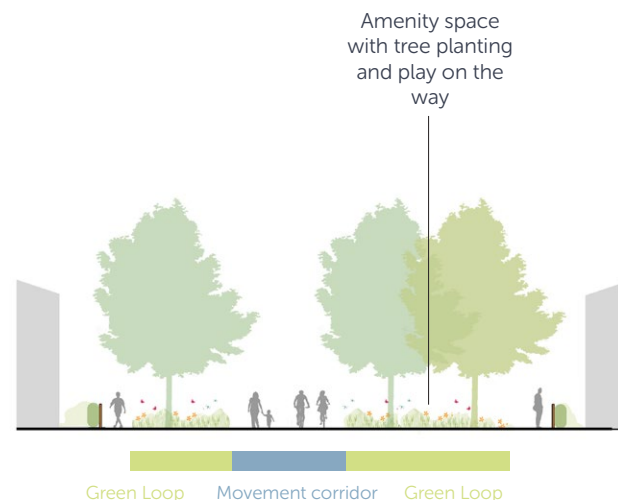 Amenity space
with tree planting
and play on the
way
Green Loop Movement corridor Green Loop